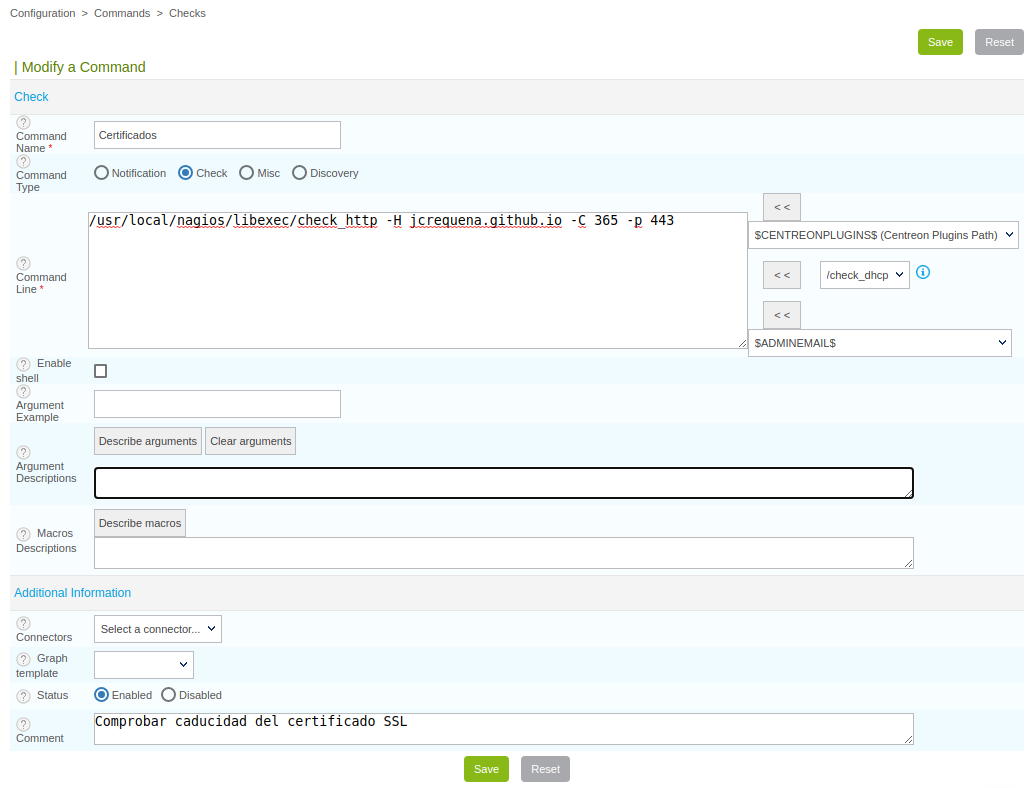 Configuration > Commands > Checks
Save Reset
| Modify a Command
Check
? Command Name * Certificados
? Command Type Notification Check Misc Discovery
? Command Line * /usr/local/nagios/libexec/check_http -H jcrequena.github.io -C 365 -p 443
< <
$CENTREONPLUGINS$ (Centreon Plugins Path)
< < /check_dhcp i
< <
$ADMINEMAIL$
? Enable shell
? Argument Example
? Argument Descriptions Describe arguments Clear arguments
? Macros Descriptions Describe macros
Additional Information
? Connectors Select a connector...
? Graph template
? Status Enabled Disabled
? Comment Comprobar caducidad del certificado SSL
Save Reset